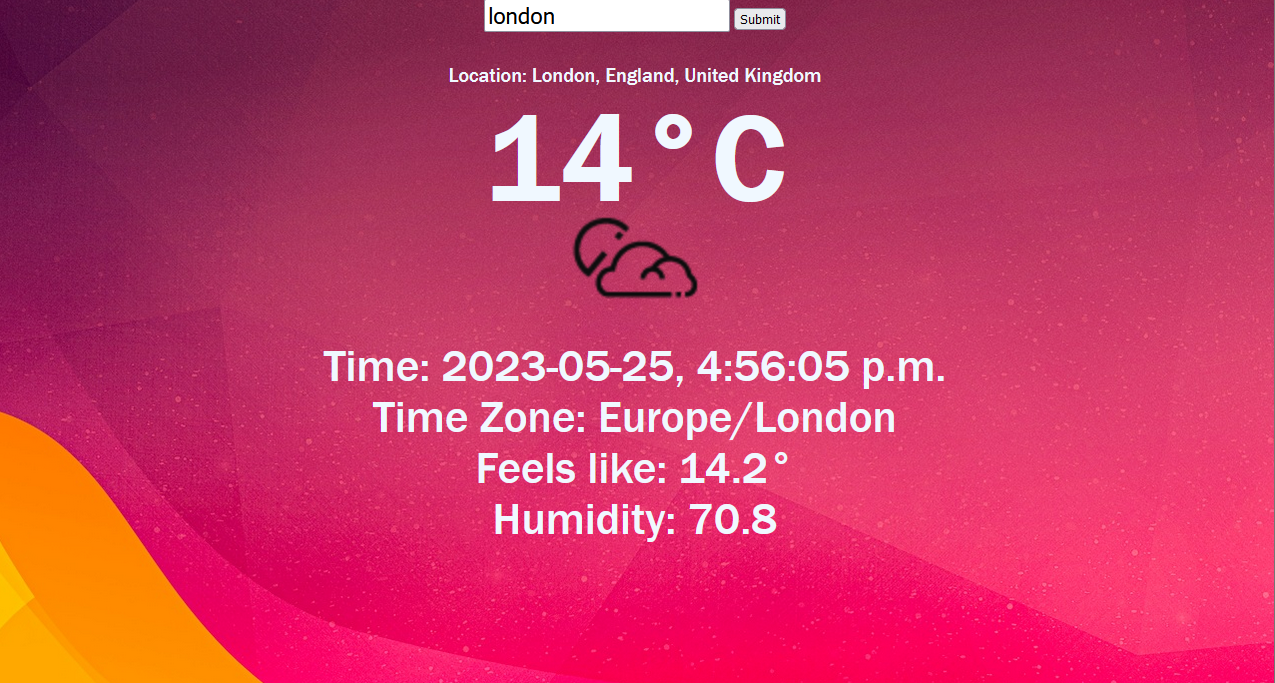 london Submit
Location: London, England, United Kingdom
14°C
Time: 2023-05-25, 4:56:05 p.m.
Time Zone: Europe/London
Feels like: 14.2°
Humidity: 70.8